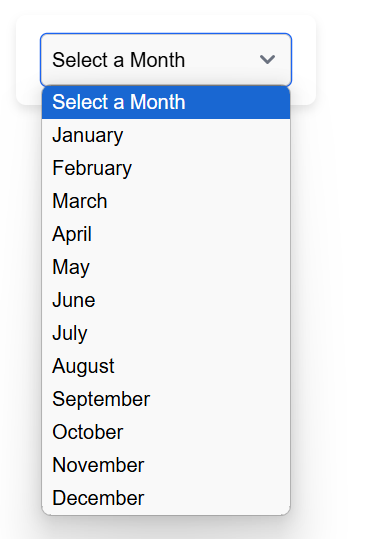 Select a Month
Select a Month
January
February
March
April
May
June
July
August
September
October
November
December